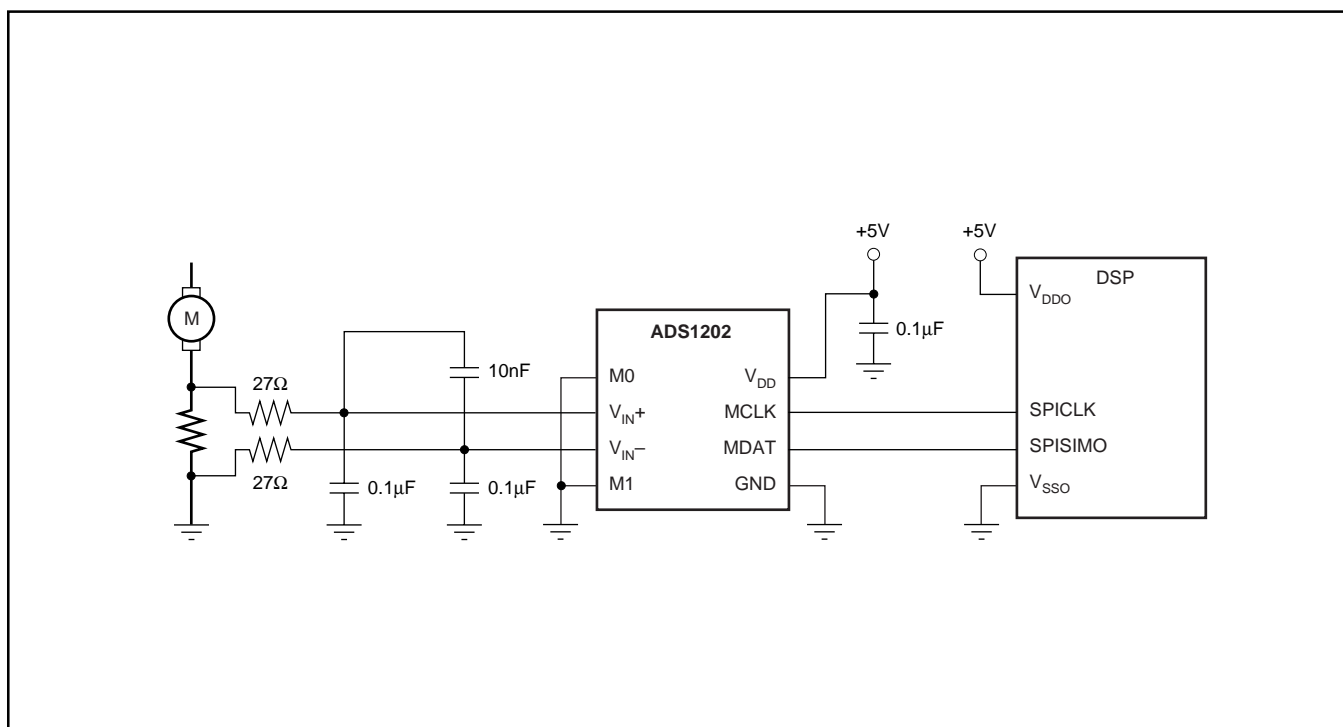 +5V
+5V
DSP
V_DDO
M
ADS1202
0.1μF
27Ω
10nF
M0
V_DD
V_IN+
MCLK
SPICLK
V_IN–
MDAT
SPISIMO
27Ω
0.1μF
0.1μF
M1
GND
V_SSO